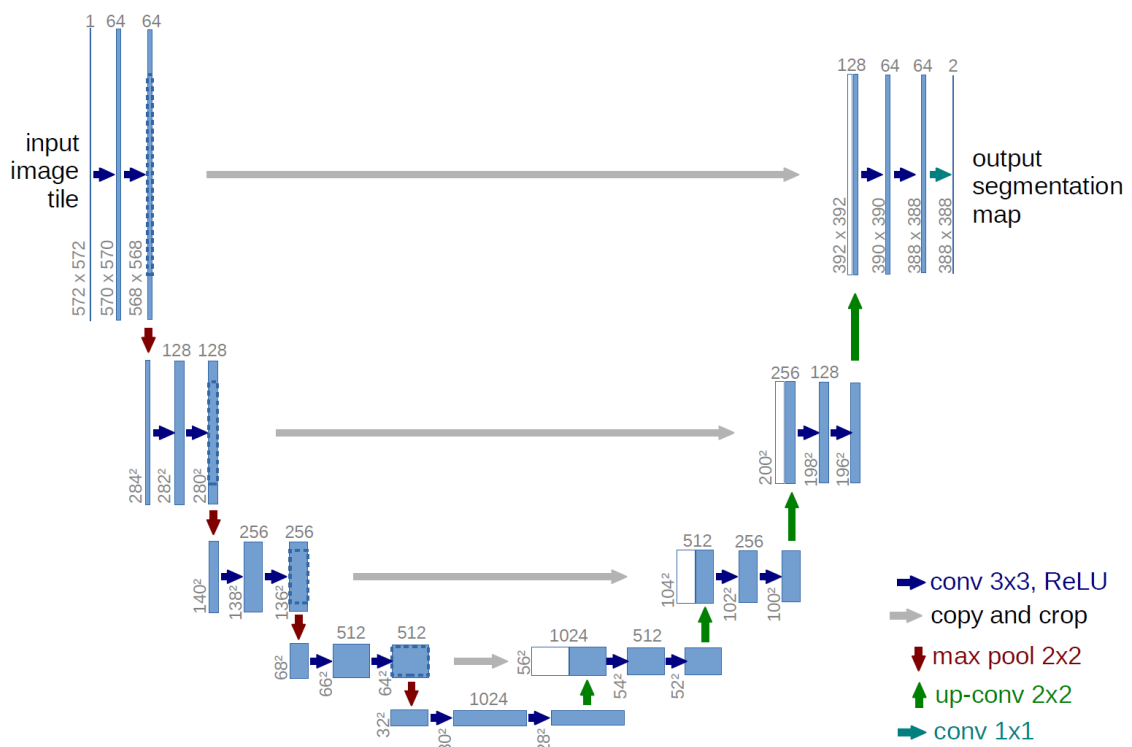 1 64 64
128 64 64 2
input
image
tile
output
segmentation
map
572 x 572
570 x 570
568 x 568
392 x 392
390 x 390
388 x 388
388 x 388
128 128
256 128
284²
282²
280²
200²
198²
196²
256 256
512 256
140²
138²
136²
104²
102²
100²
512 512
1024 512
68²
66²
64²
56²
54²
52²
1024
32²
30²
28²
conv 3x3, ReLU
copy and crop
max pool 2x2
up-conv 2x2
conv 1x1